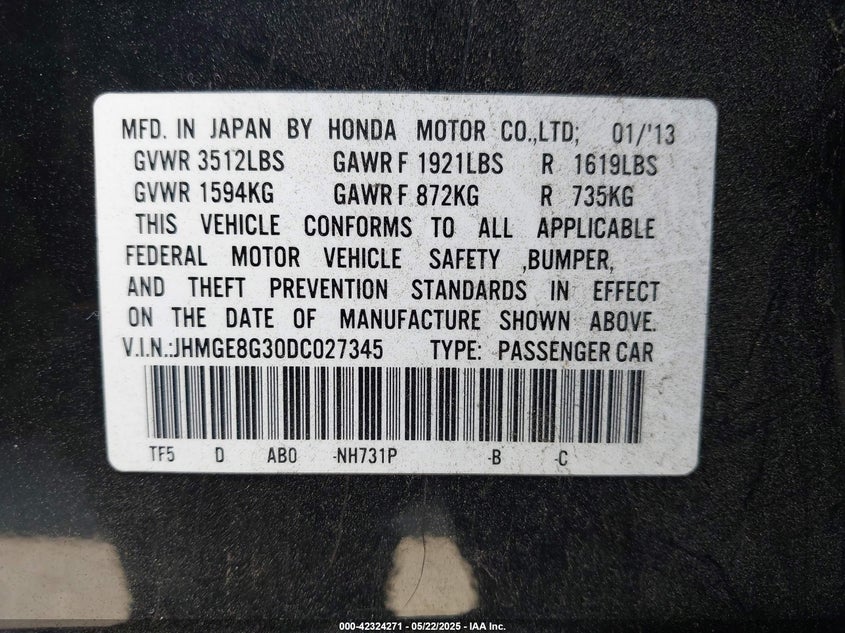 MFD. IN JAPAN BY HONDA MOTOR CO.,LTD; 01/'13
GVWR 3512LBS GAWR F 1921LBS R 1619LBS
GVWR 1594KG GAWR F 872KG R 735KG
THIS VEHICLE CONFORMS TO ALL APPLICABLE
FEDERAL MOTOR VEHICLE SAFETY ,BUMPER,
AND THEFT PREVENTION STANDARDS IN EFFECT
ON THE DATE OF MANUFACTURE SHOWN ABOVE.
V.I.N.:JHMGE8G30DC027345 TYPE: PASSENGER CAR
TF5 D AB0 -NH731P -B -C
000-42324271 - 05/22/2025 - IAA Inc.